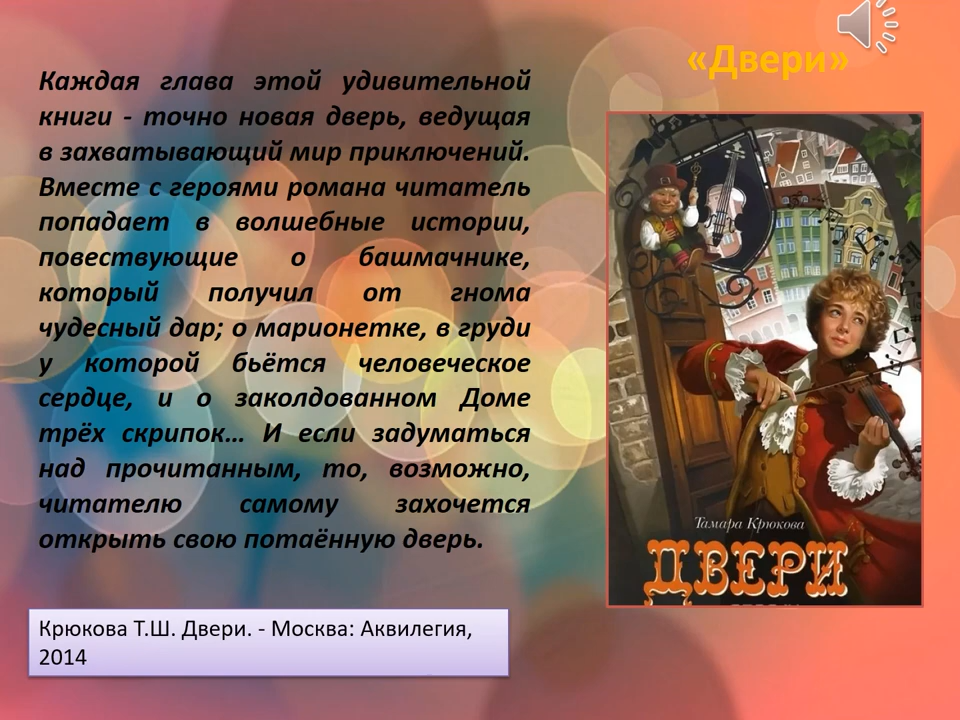 «Двери»
Каждая глава этой удивительной
книги - точно новая дверь, ведущая
в захватывающий мир приключений.
Вместе с героями романа читатель
попадает в волшебные истории,
повествующие о башмачнике,
который получил от гнома
чудесный дар; о марионетке, в груди
у которой бьётся человеческое
сердце, и о заколдованном Доме
трёх скрипок... И если задуматься
над прочитанным, то, возможно,
читателю самому захочется
открыть свою потаённую дверь.
Тамара Крюкова
ДВЕРИ
Крюкова Т.Ш. Двери. - Москва: Аквилегия,
2014